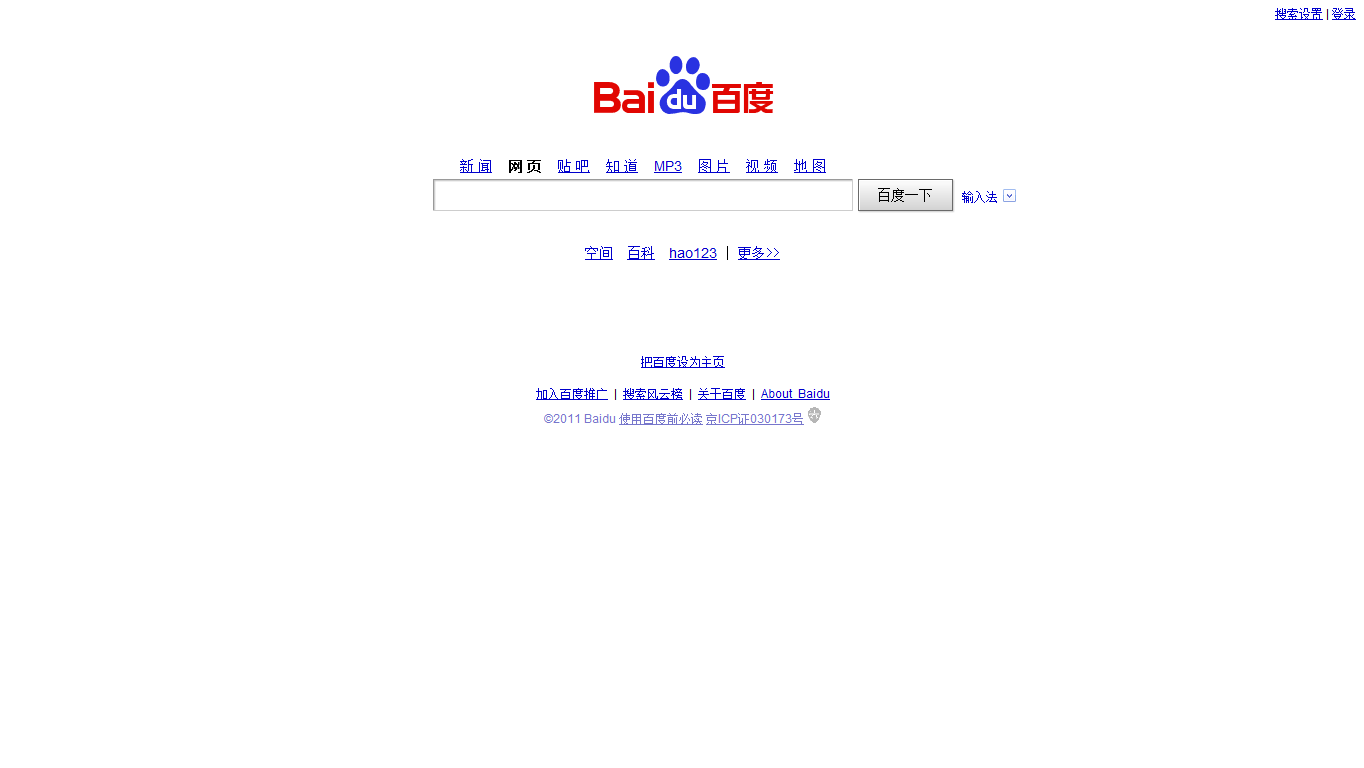 搜索设置 | 登录
Bai du 百度
新 闻 网 页 贴 吧 知 道 MP3 图 片 视 频 地 图
百度一下 输入法
空间 百科 hao123 | 更多>>
把百度设为主页
加入百度推广 | 搜索风云榜 | 关于百度 | About Baidu
©2011 Baidu 使用百度前必读 京ICP证030173号